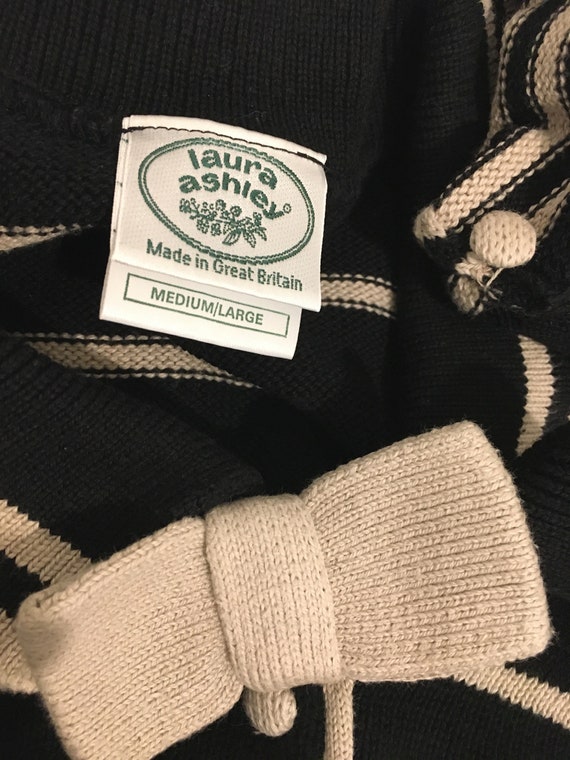 laura
ashley®
Made in Great Britain
MEDIUM/LARGE